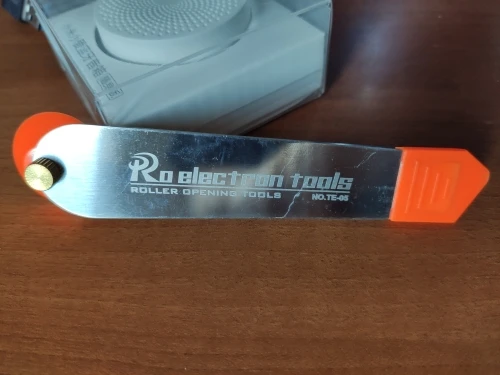 Ro electron tools
ROLLER OPENING TOOLS NO.TE-05